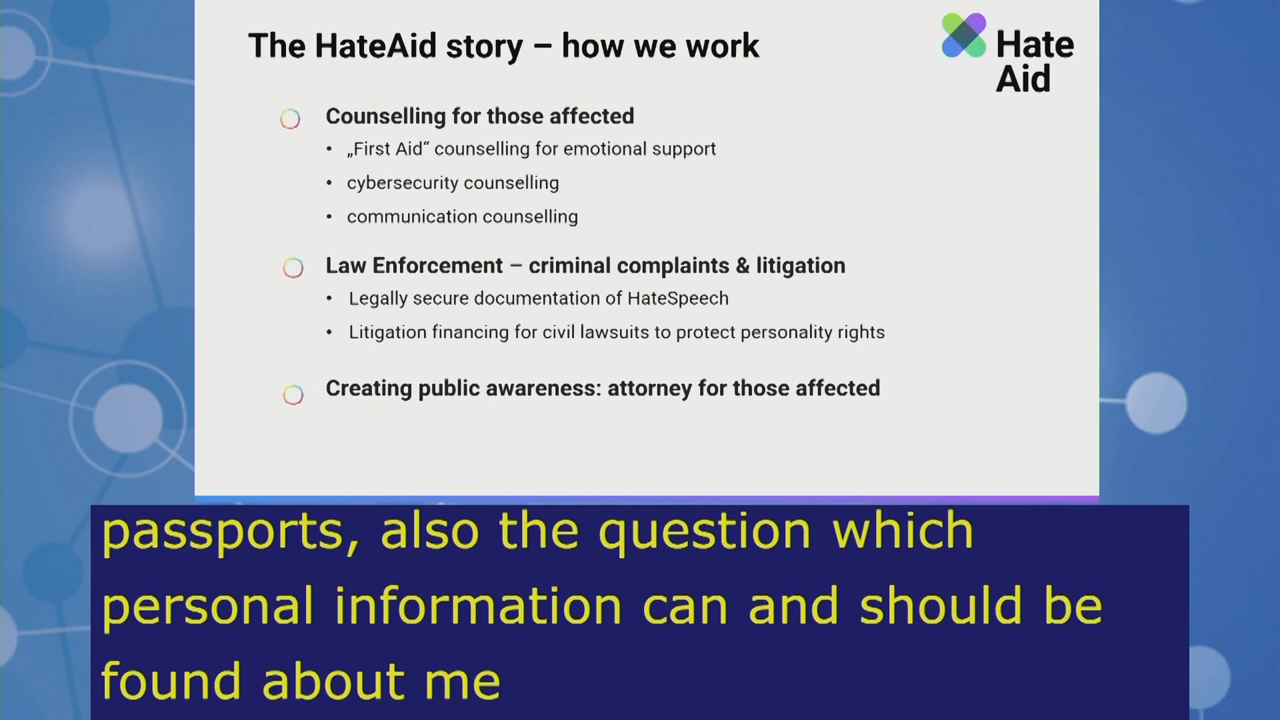 The HateAid story – how we work
Hate
Aid
Counselling for those affected
• „First Aid“ counselling for emotional support
• cybersecurity counselling
• communication counselling
Law Enforcement – criminal complaints & litigation
• Legally secure documentation of HateSpeech
• Litigation financing for civil lawsuits to protect personality rights
Creating public awareness: attorney for those affected
passports, also the question which
personal information can and should be
found about me